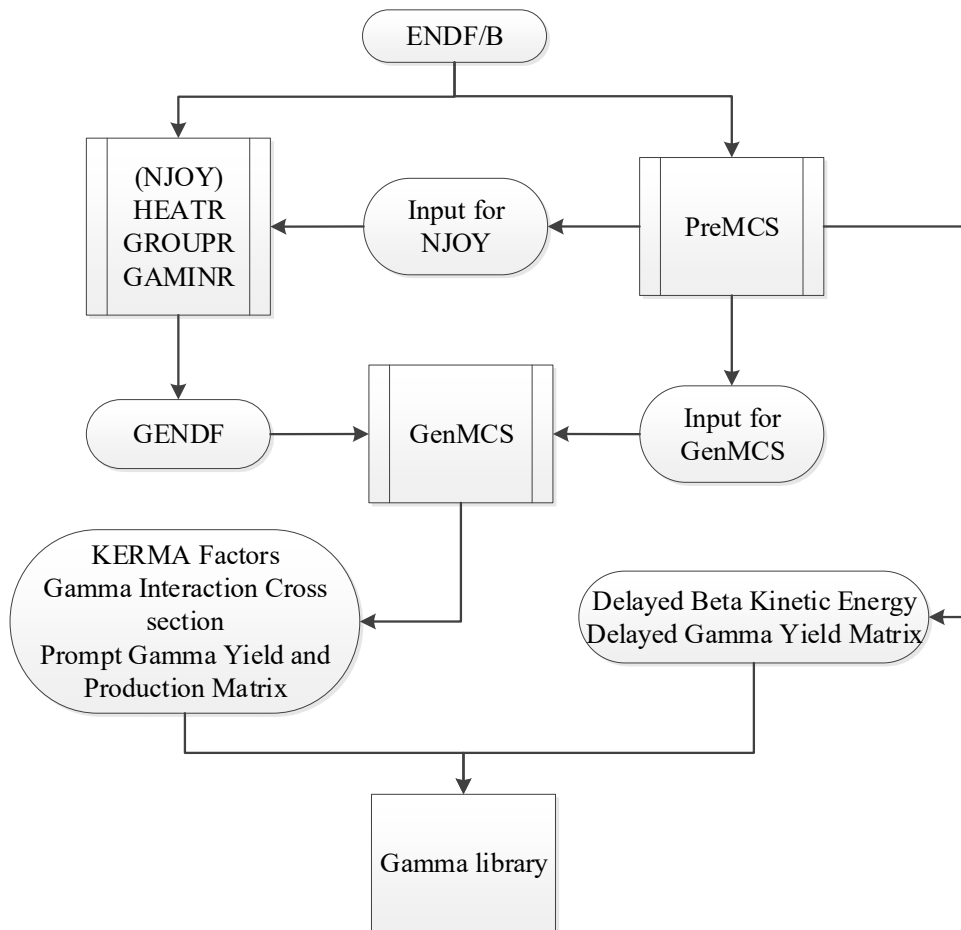 ENDF/B
(NJOY)
HEATR
GROUPR
GAMINR
Input for
NJOY
PreMCS
GENDF
GenMCS
Input for
GenMCS
KERMA Factors
Gamma Interaction Cross
section
Prompt Gamma Yield and
Production Matrix
Delayed Beta Kinetic Energy
Delayed Gamma Yield Matrix
Gamma library